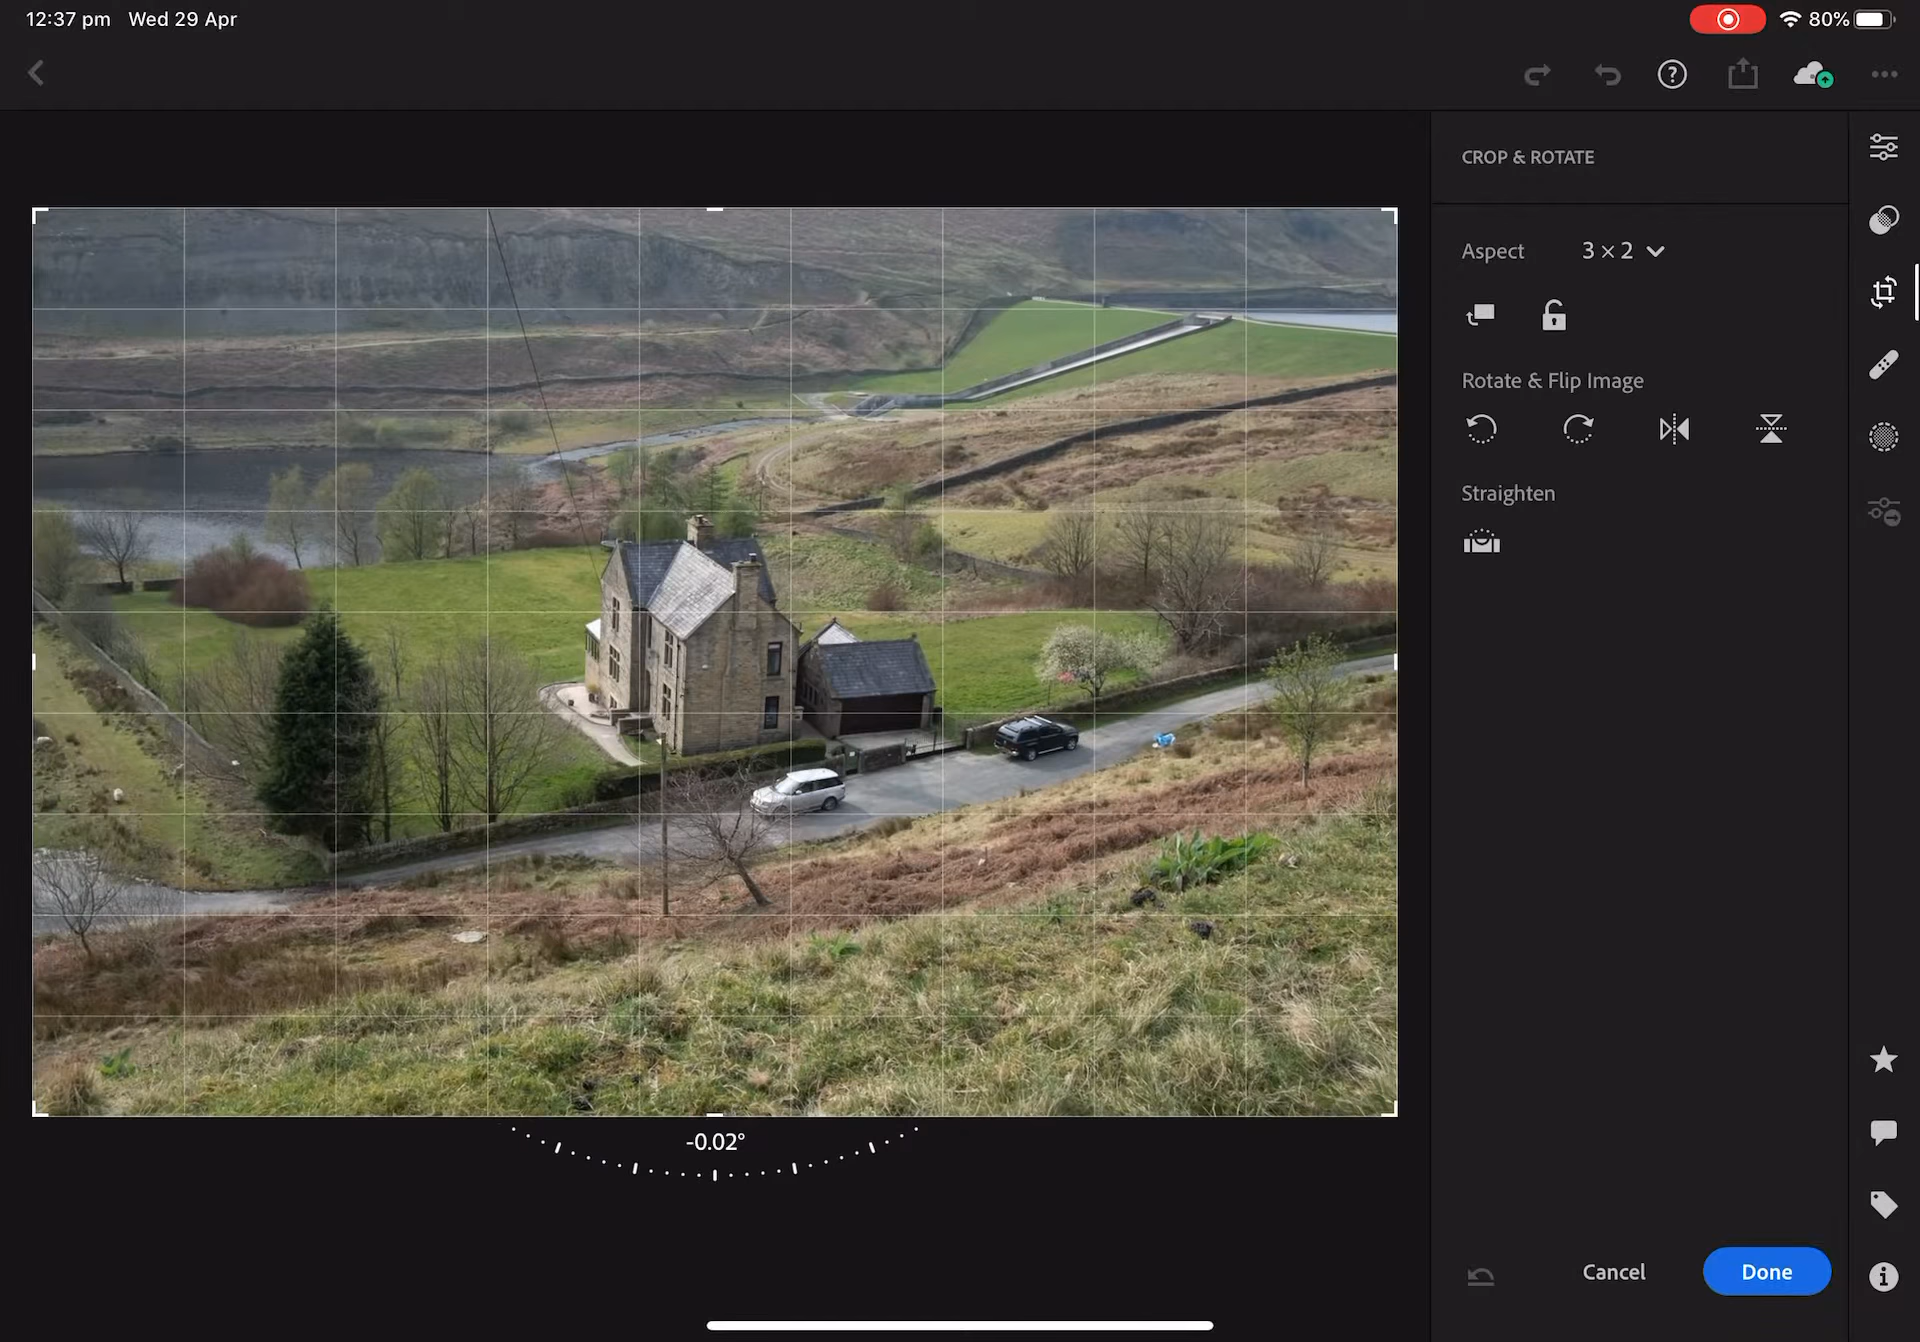 12:37 pm Wed 29 Apr
80%
CROP & ROTATE
Aspect 3 × 2
Rotate & Flip Image
Straighten
-0.02°
Cancel Done